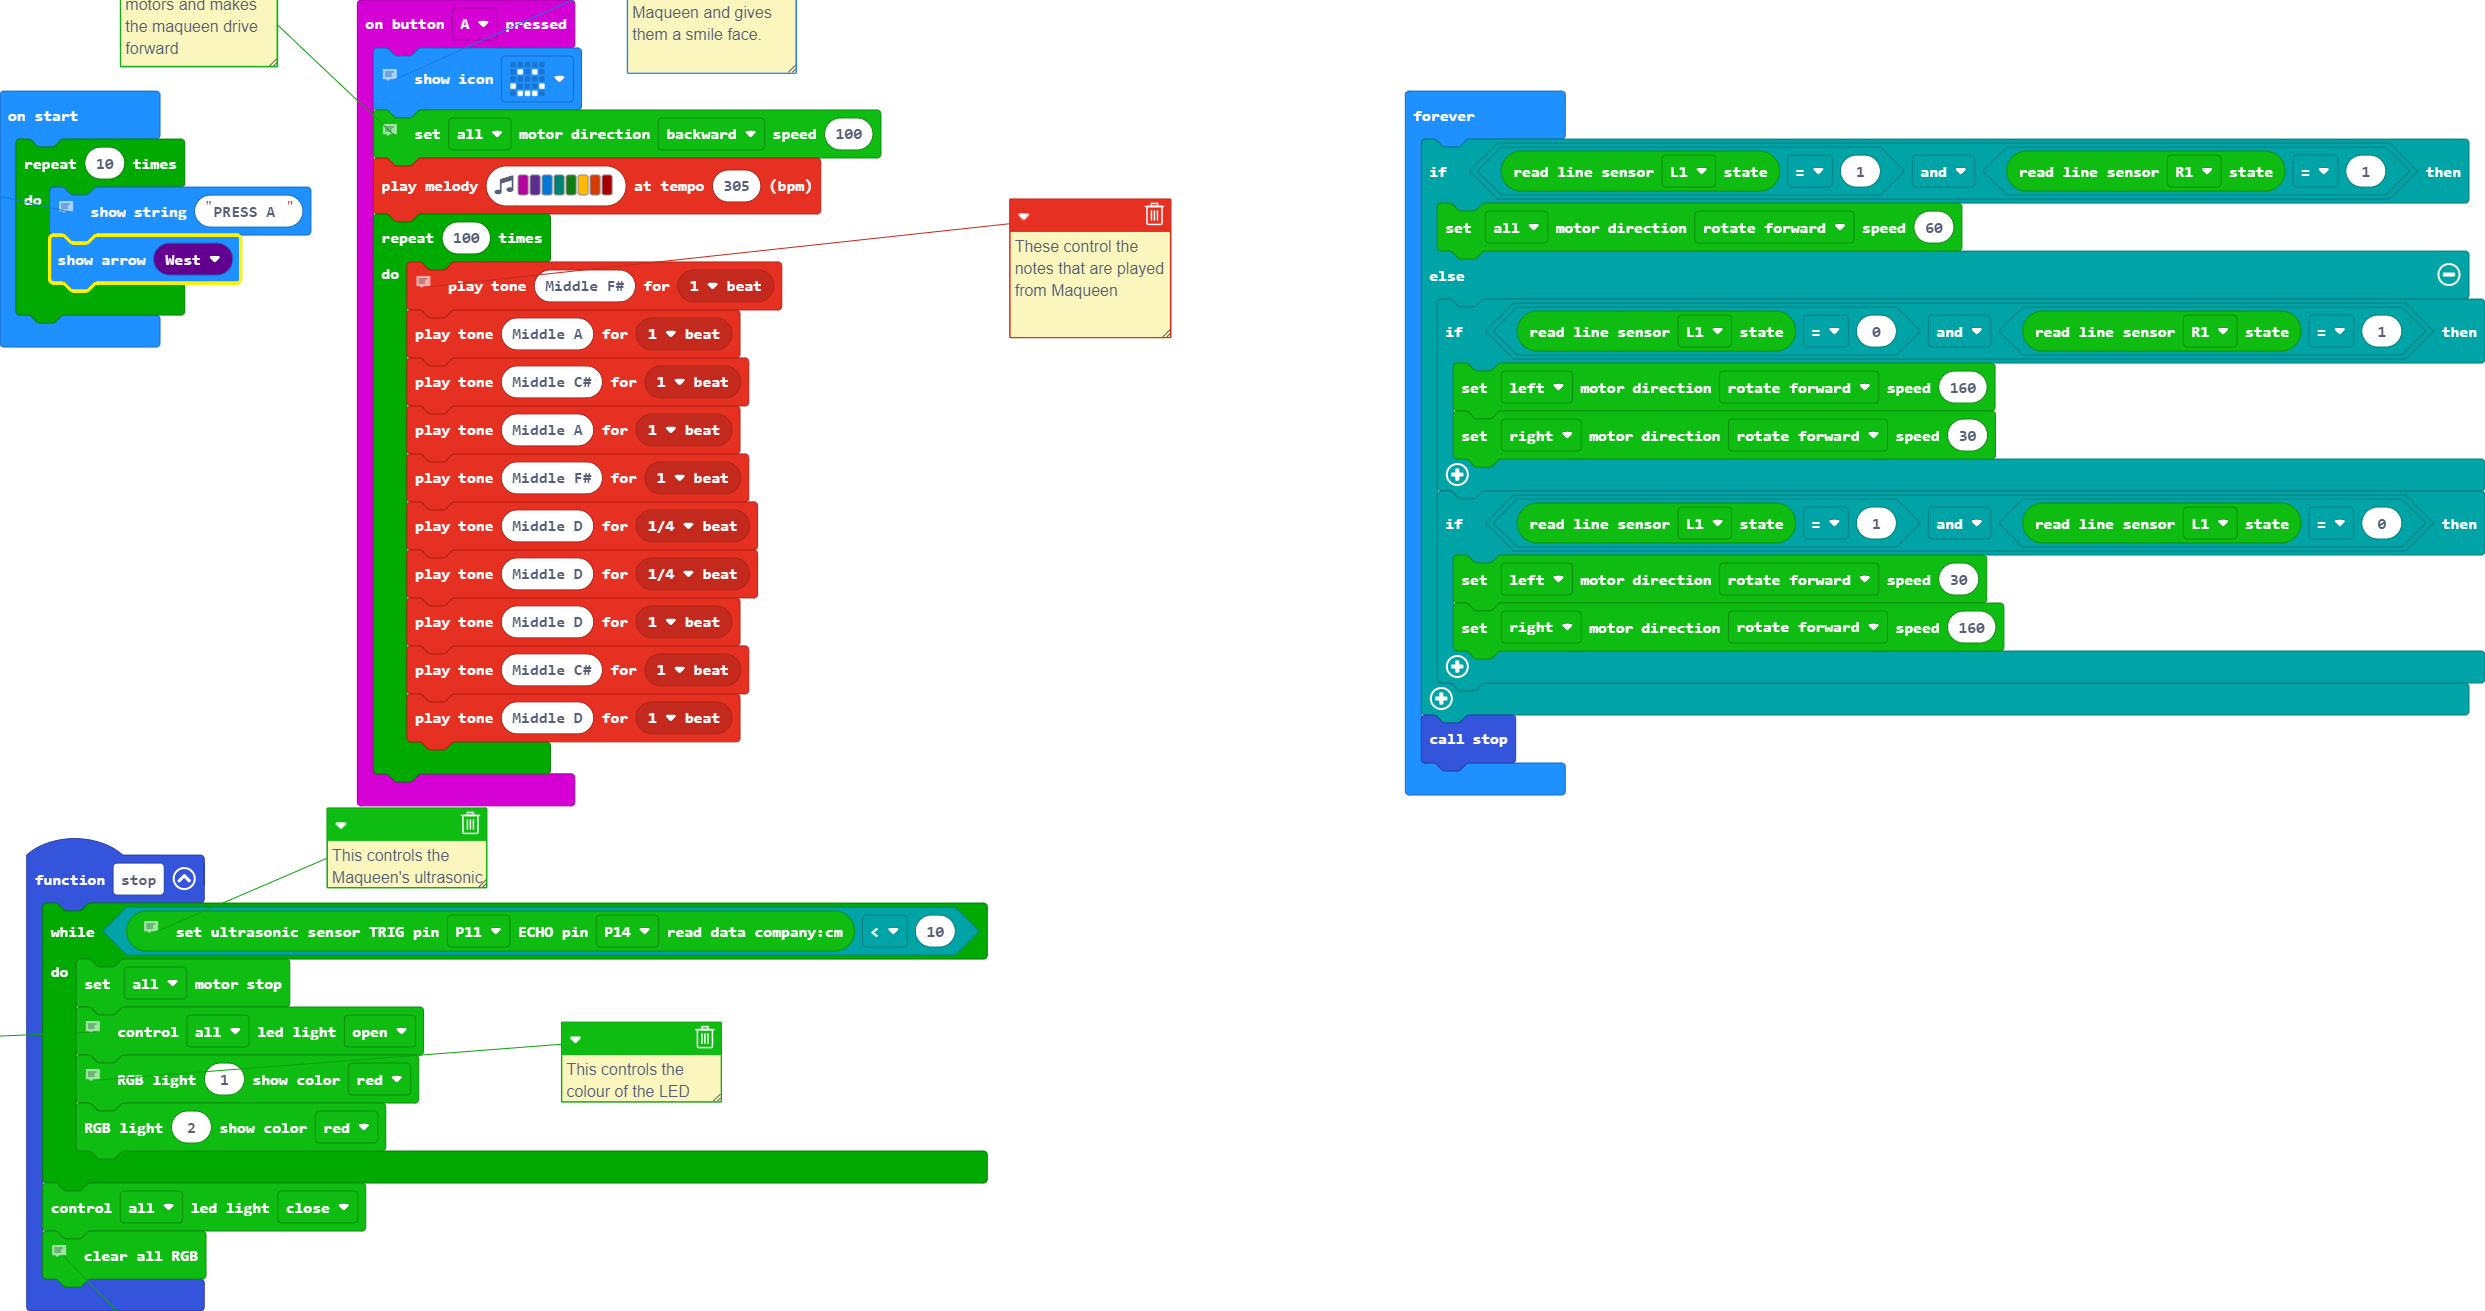 motors and makes
the maqueen drive
forward
on start
repeat 10 times
do
show string "PRESS A "
show arrow West
on button A pressed
show icon
set all motor direction backward speed 100
play melody at tempo 305 (bpm)
repeat 100 times
do
play tone Middle F# for 1 beat
play tone Middle A for 1 beat
play tone Middle C# for 1 beat
play tone Middle A for 1 beat
play tone Middle F# for 1 beat
play tone Middle D for 1/4 beat
play tone Middle D for 1/4 beat
play tone Middle D for 1 beat
play tone Middle C# for 1 beat
play tone Middle D for 1 beat
Maqueen and gives
them a smile face.
These control the
notes that are played
from Maqueen
forever
if read line sensor L1 state = 1 and read line sensor R1 state = 1 then
set all motor direction rotate forward speed 60
else
if read line sensor L1 state = 0 and read line sensor R1 state = 1 then
set left motor direction rotate forward speed 160
set right motor direction rotate forward speed 30
if read line sensor L1 state = 1 and read line sensor L1 state = 0 then
set left motor direction rotate forward speed 30
set right motor direction rotate forward speed 160
call stop
This controls the
Maqueen's ultrasonic
function stop
while set ultrasonic sensor TRIG pin P11 ECHO pin P14 read data company:cm < 10
do
set all motor stop
control all led light open
RGB light 1 show color red
RGB light 2 show color red
This controls the
colour of the LED
control all led light close
clear all RGB